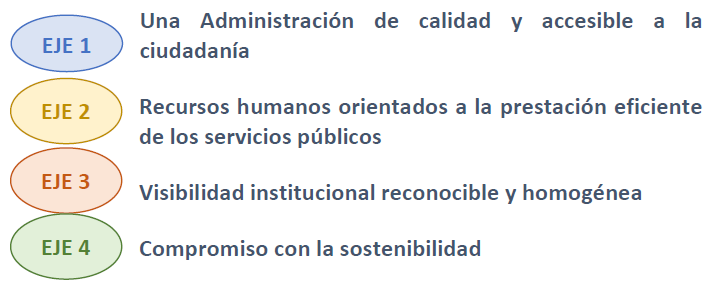 EJE 1
Una Administración de calidad y accesible a la
ciudadanía
EJE 2
Recursos humanos orientados a la prestación eficiente
de los servicios públicos
EJE 3
Visibilidad institucional reconocible y homogénea
EJE 4
Compromiso con la sostenibilidad